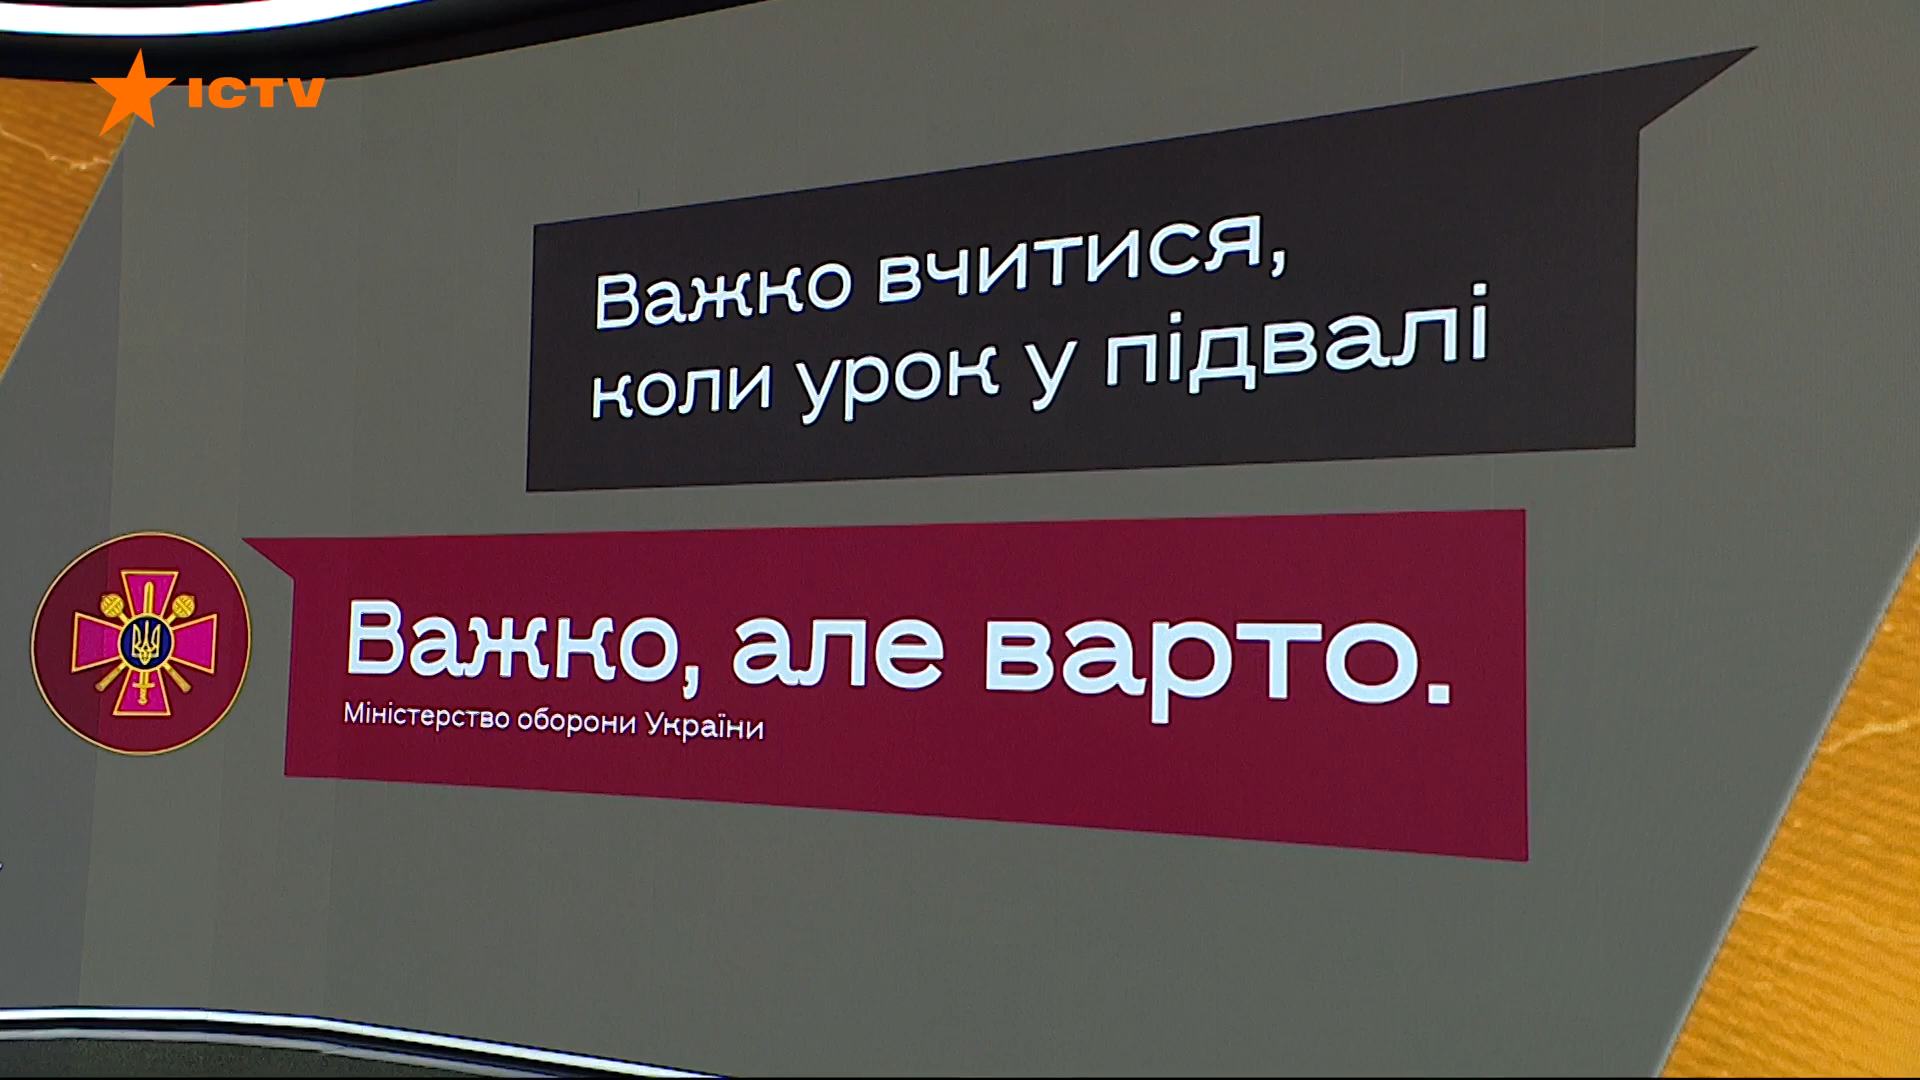 ICTV
Важко вчитися,
коли урок у підвалі
Важко, але варто.
Міністерство оборони України